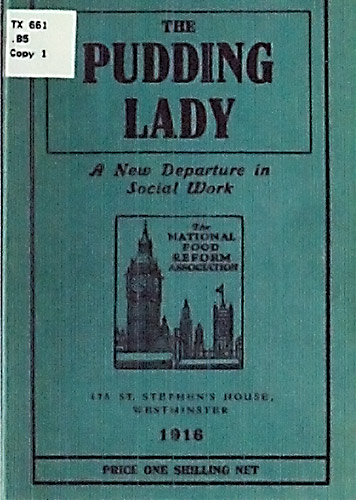 TX 661
.B5
Copy 1
THE
PUDDING
LADY
A New Departure in
Social Work
The
NATIONAL
FOOD
REFORM
ASSOCIATION
178 ST. STEPHEN'S HOUSE,
WESTMINSTER
1916
PRICE ONE SHILLING NET